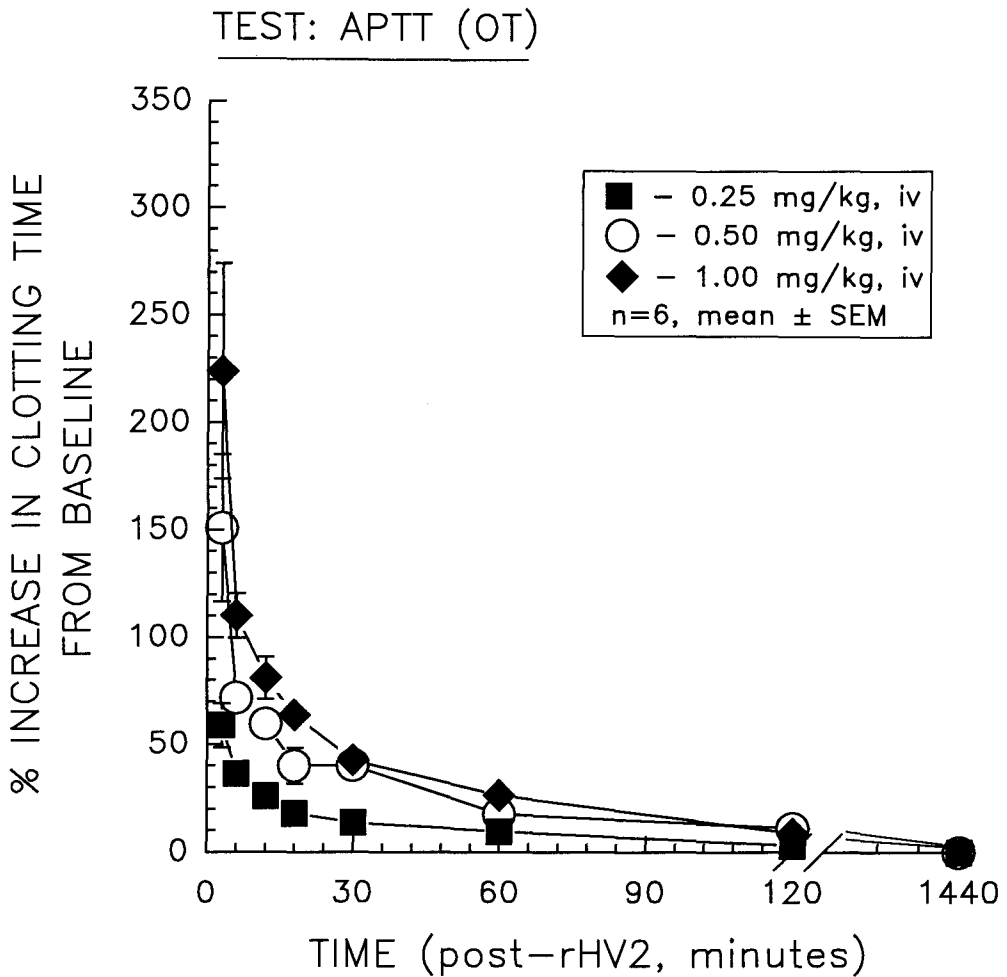 TEST: APTT (OT)
% INCREASE IN CLOTTING TIME
FROM BASELINE
350
300
250
200
150
100
50
0
- 0.25 mg/kg, iv
- 0.50 mg/kg, iv
- 1.00 mg/kg, iv
n=6, mean ± SEM
0 30 60 90 120 1440
TIME (post-rHV2, minutes)